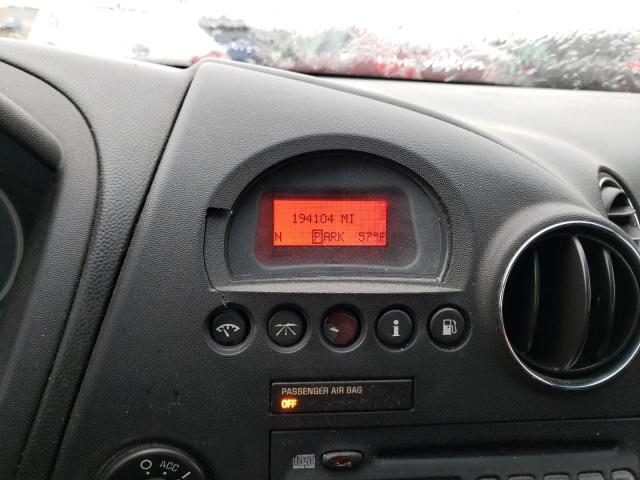 194104 MI
N PARK 57°F
PASSENGER AIR BAG
OFF
ACC